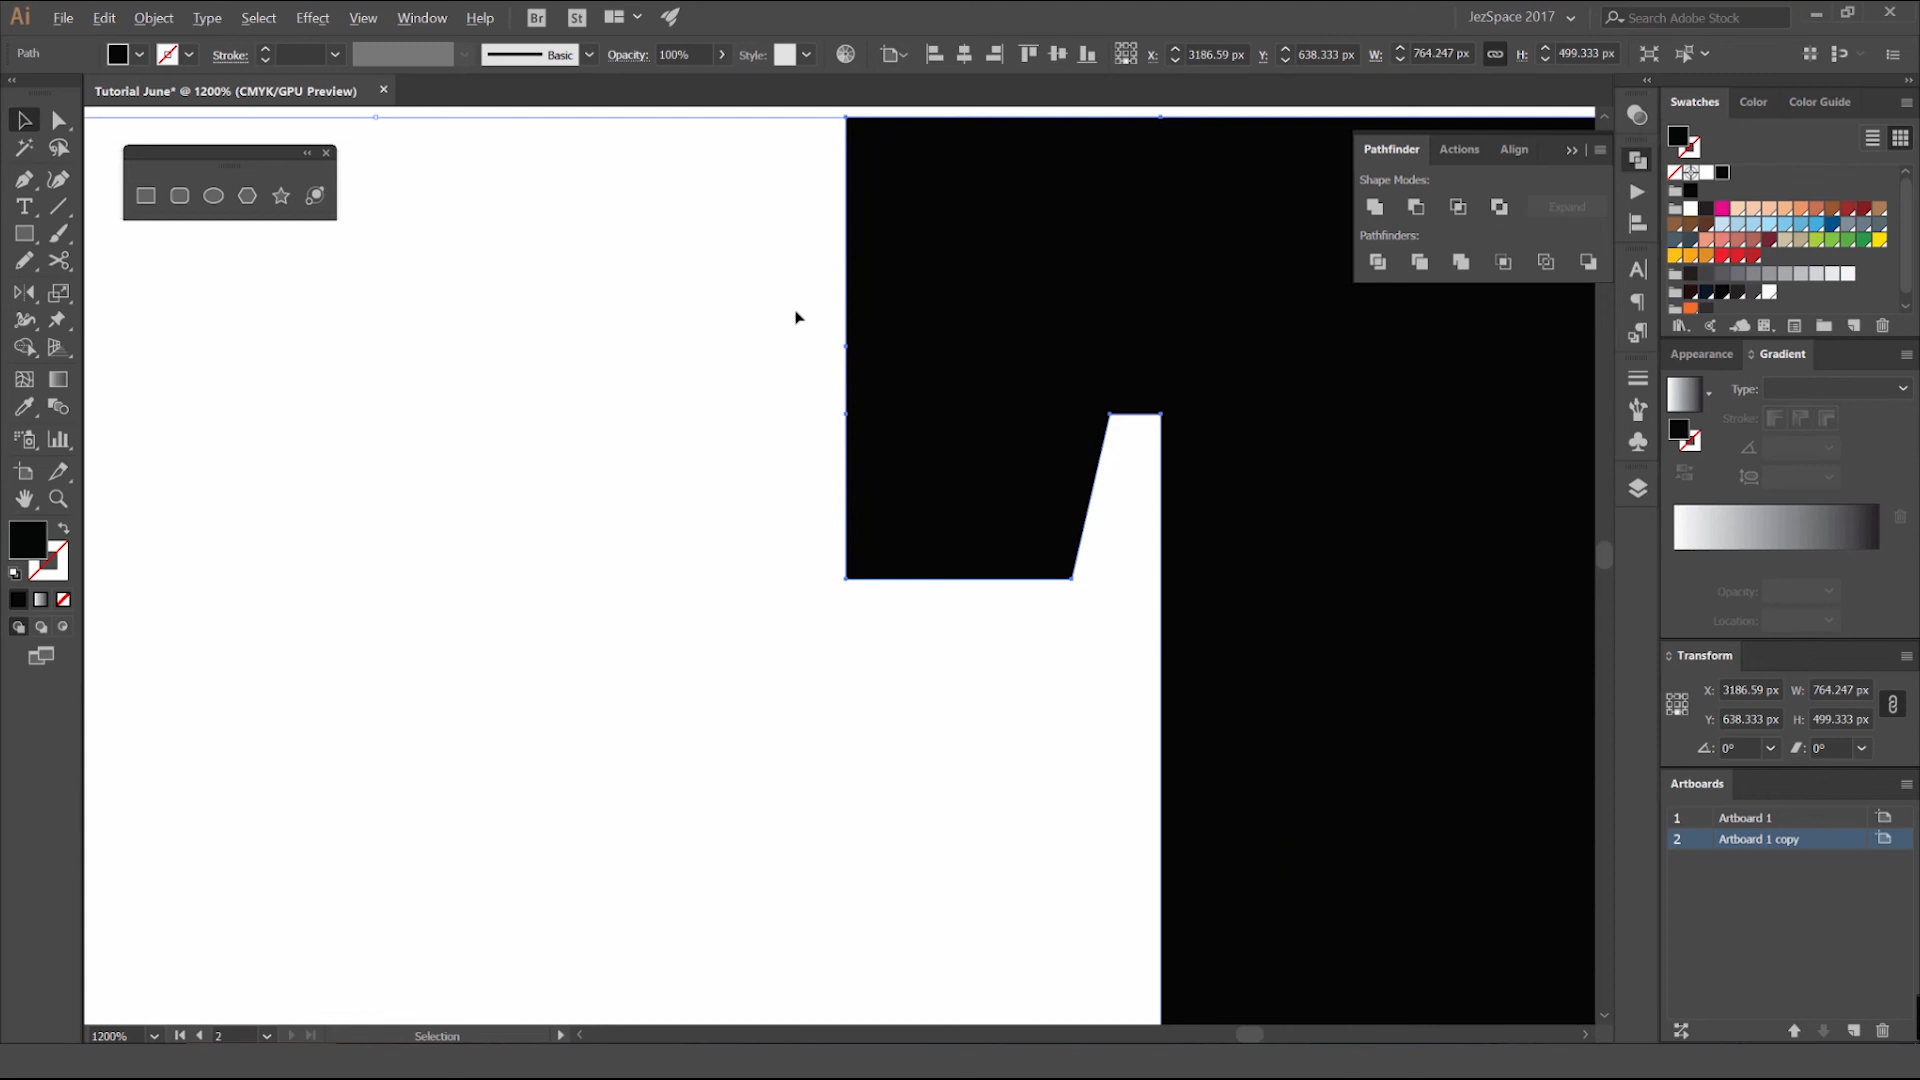 Ai File Edit Object Type Select Effect View Window Help Br St JezSpace 2017 Search Adobe Stock
Path Stroke: Basic Opacity: 100% Style: X: 3186.59 px Y: 638.333 px W: 764.247 px H: 499.333 px
Tutorial June* @ 1200% (CMYK/GPU Preview)
Swatches Color Color Guide
Pathfinder Actions Align
Shape Modes:
Expand
Pathfinders:
Appearance Gradient
Type:
Stroke:
Opacity:
Location:
Transform
X: 3186.59 px W: 764.247 px
Y: 638.333 px H: 499.333 px
0° 0°
Artboards
1 Artboard 1
2 Artboard 1 copy
1200% 2 Selection